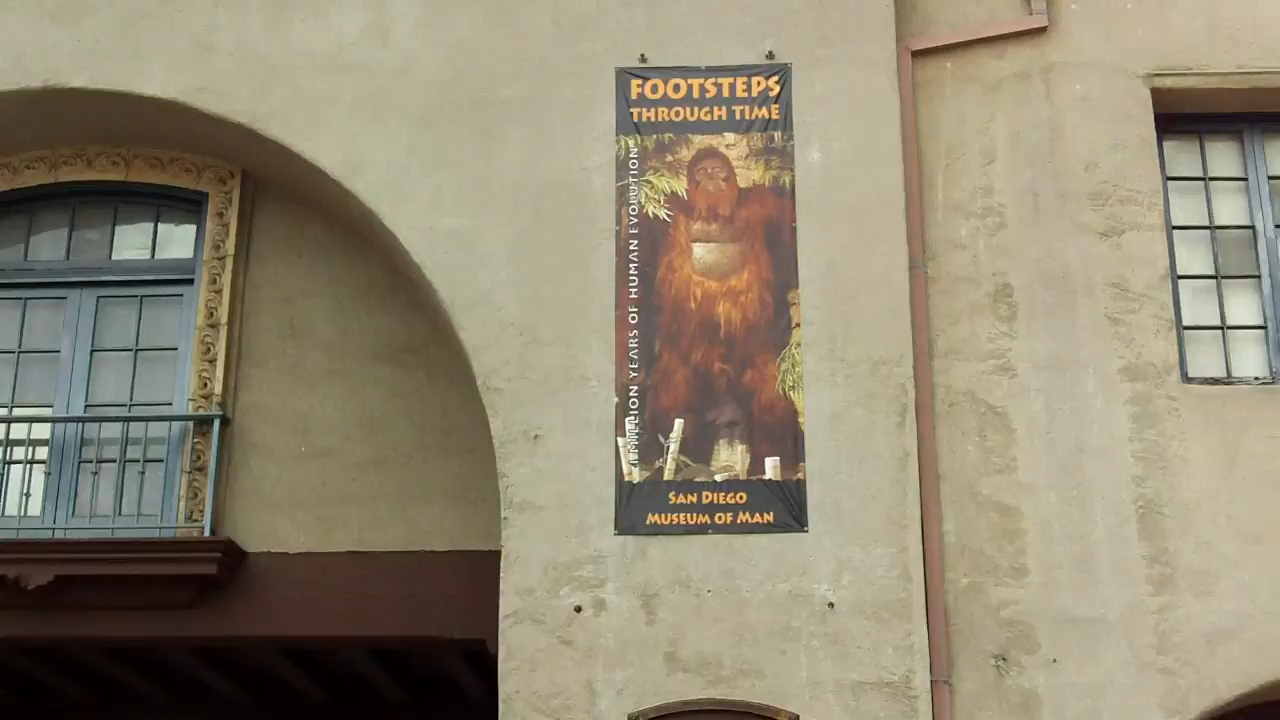 FOOTSTEPS
THROUGH TIME
MILLION YEARS OF HUMAN EVOLUTION
SAN DIEGO
MUSEUM OF MAN